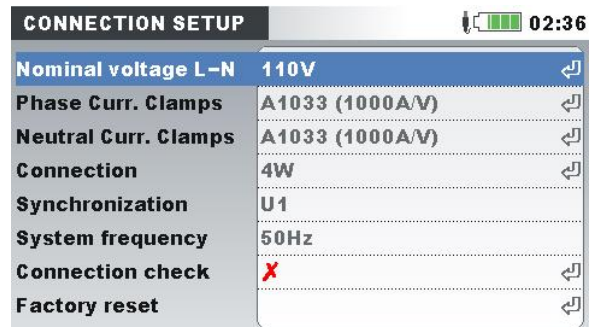 CONNECTION SETUP 02:36
Nominal voltage L-N 110V
Phase Curr. Clamps A1033 (1000A/V)
Neutral Curr. Clamps A1033 (1000A/V)
Connection 4W
Synchronization U1
System frequency 50Hz
Connection check ✗
Factory reset